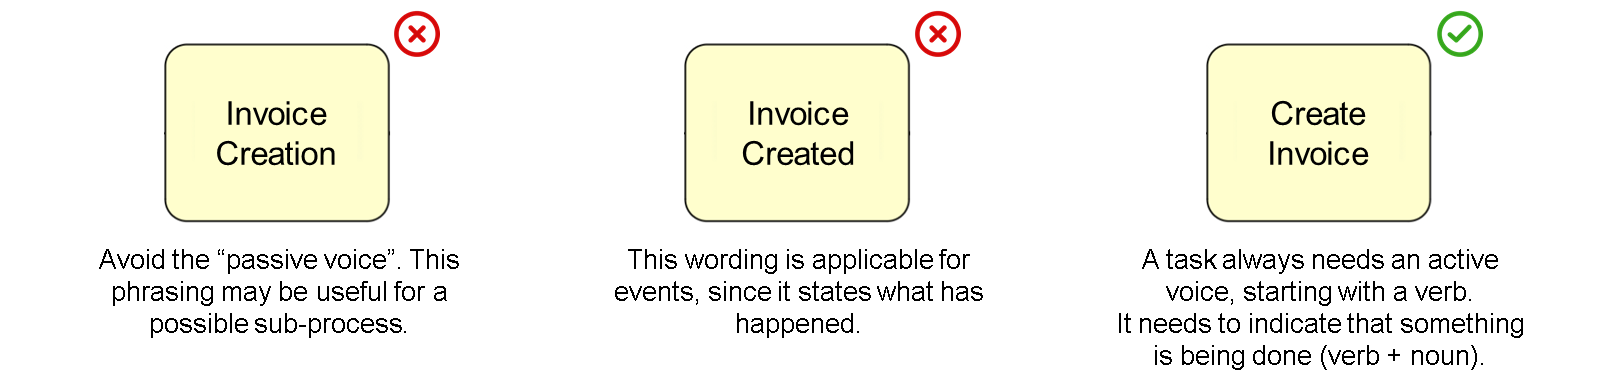 Invoice
Creation
Avoid the “passive voice”. This
phrasing may be useful for a
possible sub-process.
Invoice
Created
This wording is applicable for
events, since it states what has
happened.
Create
Invoice
A task always needs an active
voice, starting with a verb.
It needs to indicate that something
is being done (verb + noun).